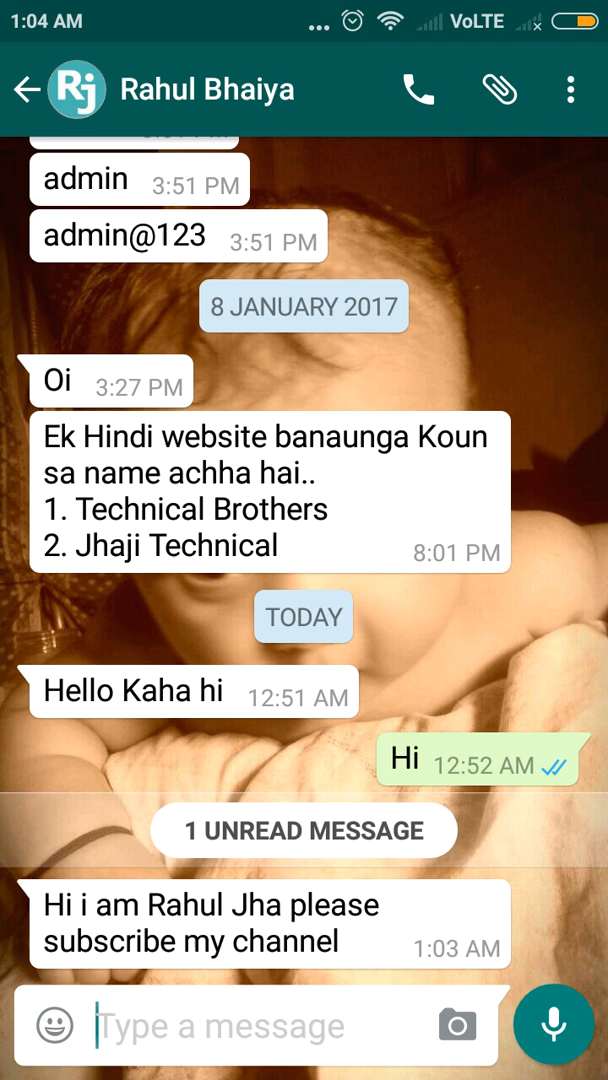 1:04 AM
... VoLTE
Rj Rahul Bhaiya
admin 3:51 PM
admin@123 3:51 PM
8 JANUARY 2017
Oi 3:27 PM
Ek Hindi website banaunga Koun
sa name achha hai..
1. Technical Brothers
2. Jhaji Technical 8:01 PM
TODAY
Hello Kaha hi 12:51 AM
Hi 12:52 AM
1 UNREAD MESSAGE
Hi i am Rahul Jha please
subscribe my channel 1:03 AM
Type a message